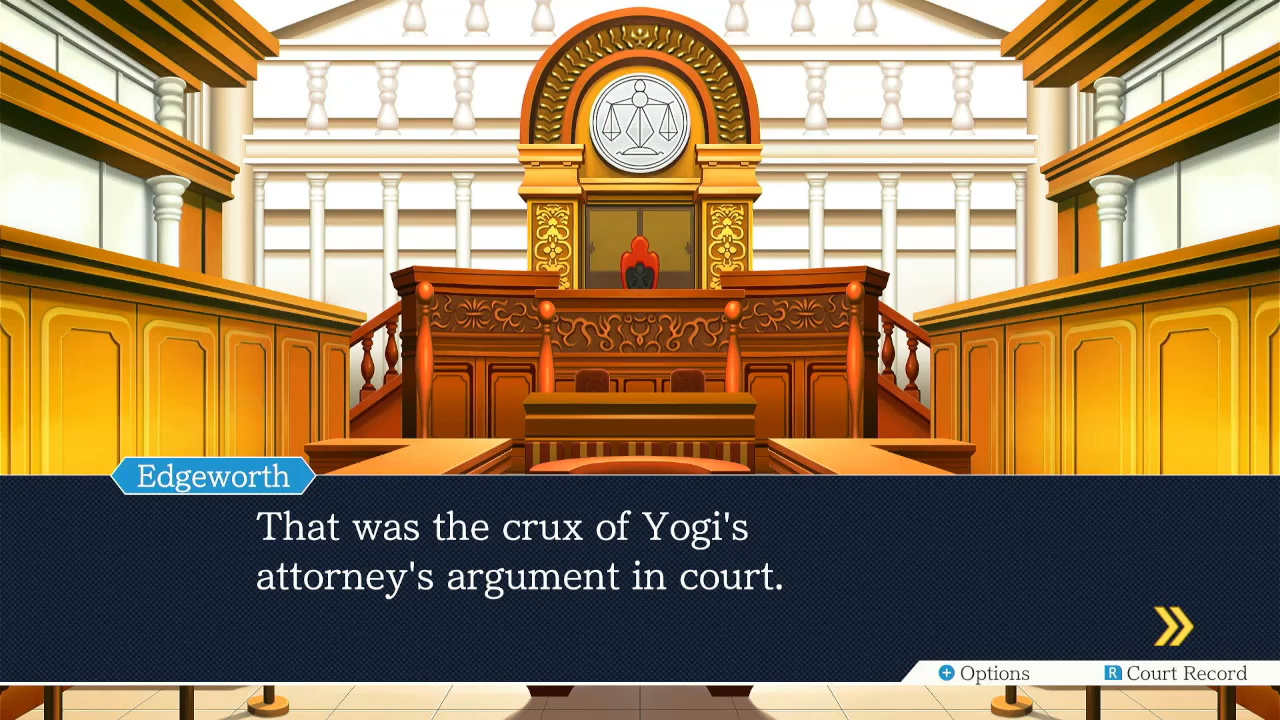 Edgeworth
That was the crux of Yogi's
attorney's argument in court.
+ Options
R Court Record